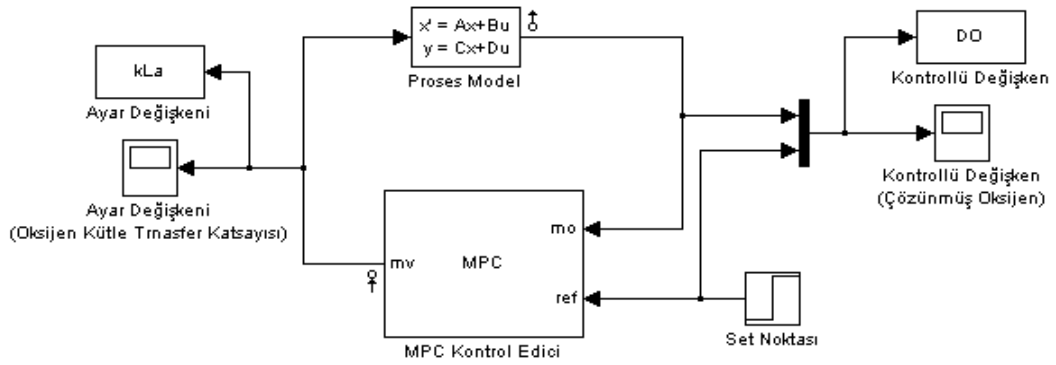 x' = Ax+Bu
y = Cx+Du
Proses Model
kLa
Ayar Değişkeni
DO
Kontrollü Değişken
Ayar Değişkeni
(Oksijen Kütle Trnasfer Katsayısı)
Kontrollü Değişken
(Çözünmüş Oksijen)
mo
mv
MPC
ref
MPC Kontrol Edici
Set Noktası